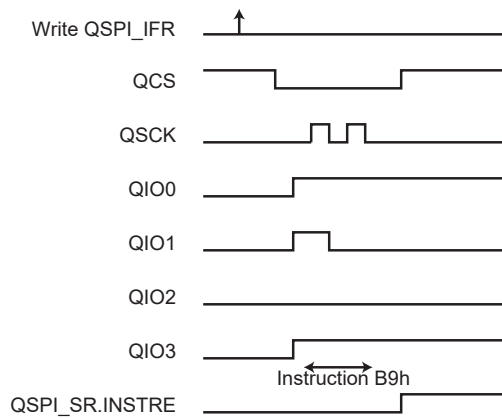 Write QSPI_IFR
QCS
QSCK
QIO0
QIO1
QIO2
QIO3
Instruction B9h
QSPI_SR.INSTRE